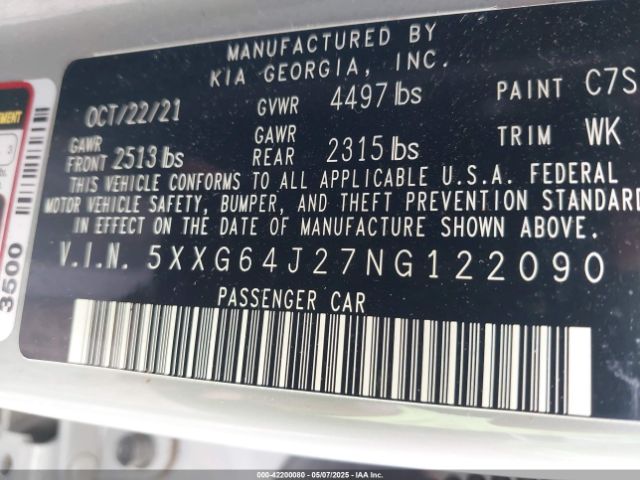 MANUFACTURED BY
KIA GEORGIA, INC.
OCT/22/21 GVWR 4497 lbs PAINT C7S
GAWR FRONT 2513 lbs GAWR REAR 2315 lbs TRIM WK
THIS VEHICLE CONFORMS TO ALL APPLICABLE U.S.A. FEDERAL
MOTOR VEHICLE SAFETY, BUMPER, AND THEFT PREVENTION STANDARD
IN EFFECT ON THE DATE OF MANUFACTURE SHOWN ABOVE.
V.I.N. 5XXG64J27NG122090
PASSENGER CAR
3500
000-42200080 - 05/07/2025 - IAA Inc.